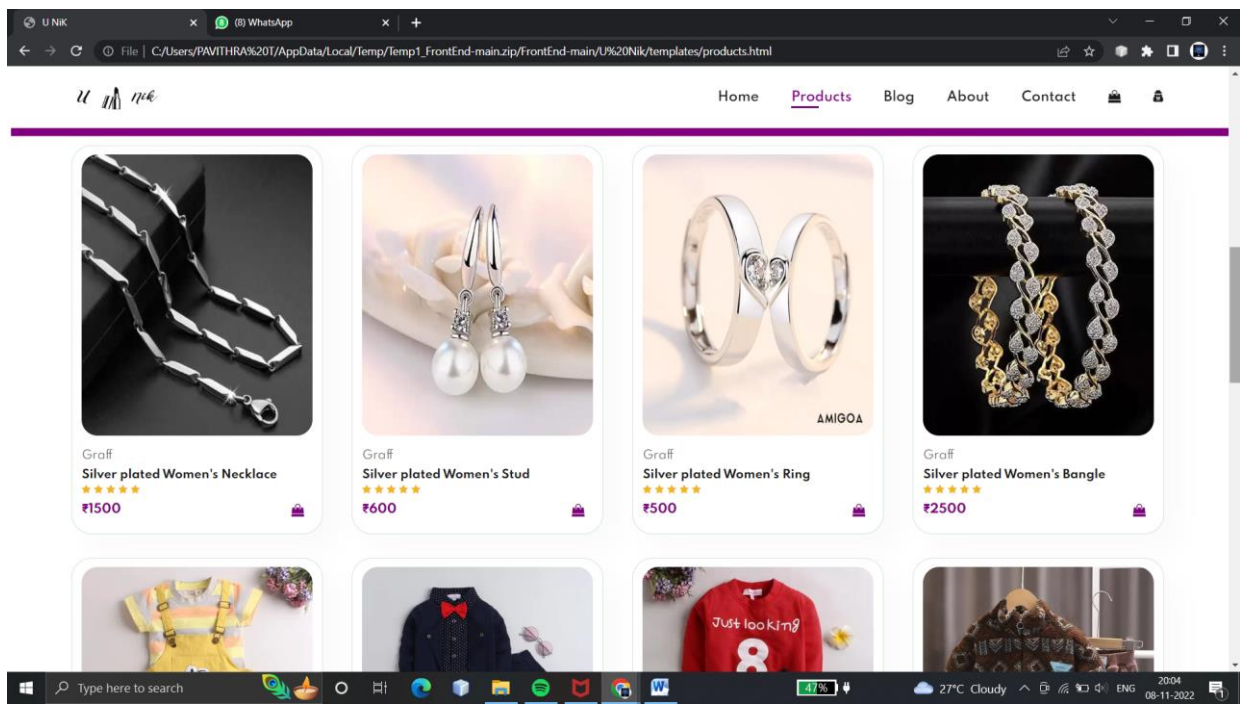 U NiK
(8) WhatsApp
File | C:/Users/PAVITHRA%20T/AppData/Local/Temp/Temp1_FrontEnd-main.zip/FrontEnd-main/U%20Nik/templates/products.html
U nik
Home Products Blog About Contact
AMIGOA
Graff
Silver plated Women's Necklace
₹1500
Graff
Silver plated Women's Stud
₹600
Graff
Silver plated Women's Ring
₹500
Graff
Silver plated Women's Bangle
₹2500
Just looking
8
Type here to search
47%
27°C Cloudy
ENG
20:04
08-11-2022
1